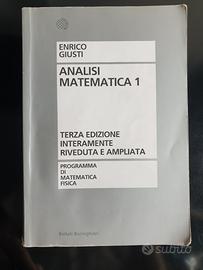 ENRICO
GIUSTI
ANALISI
MATEMATICA 1
TERZA EDIZIONE
INTERAMENTE
RIVEDUTA E AMPLIATA
PROGRAMMA
DI
MATEMATICA
FISICA
Bollati Boringhieri
subito